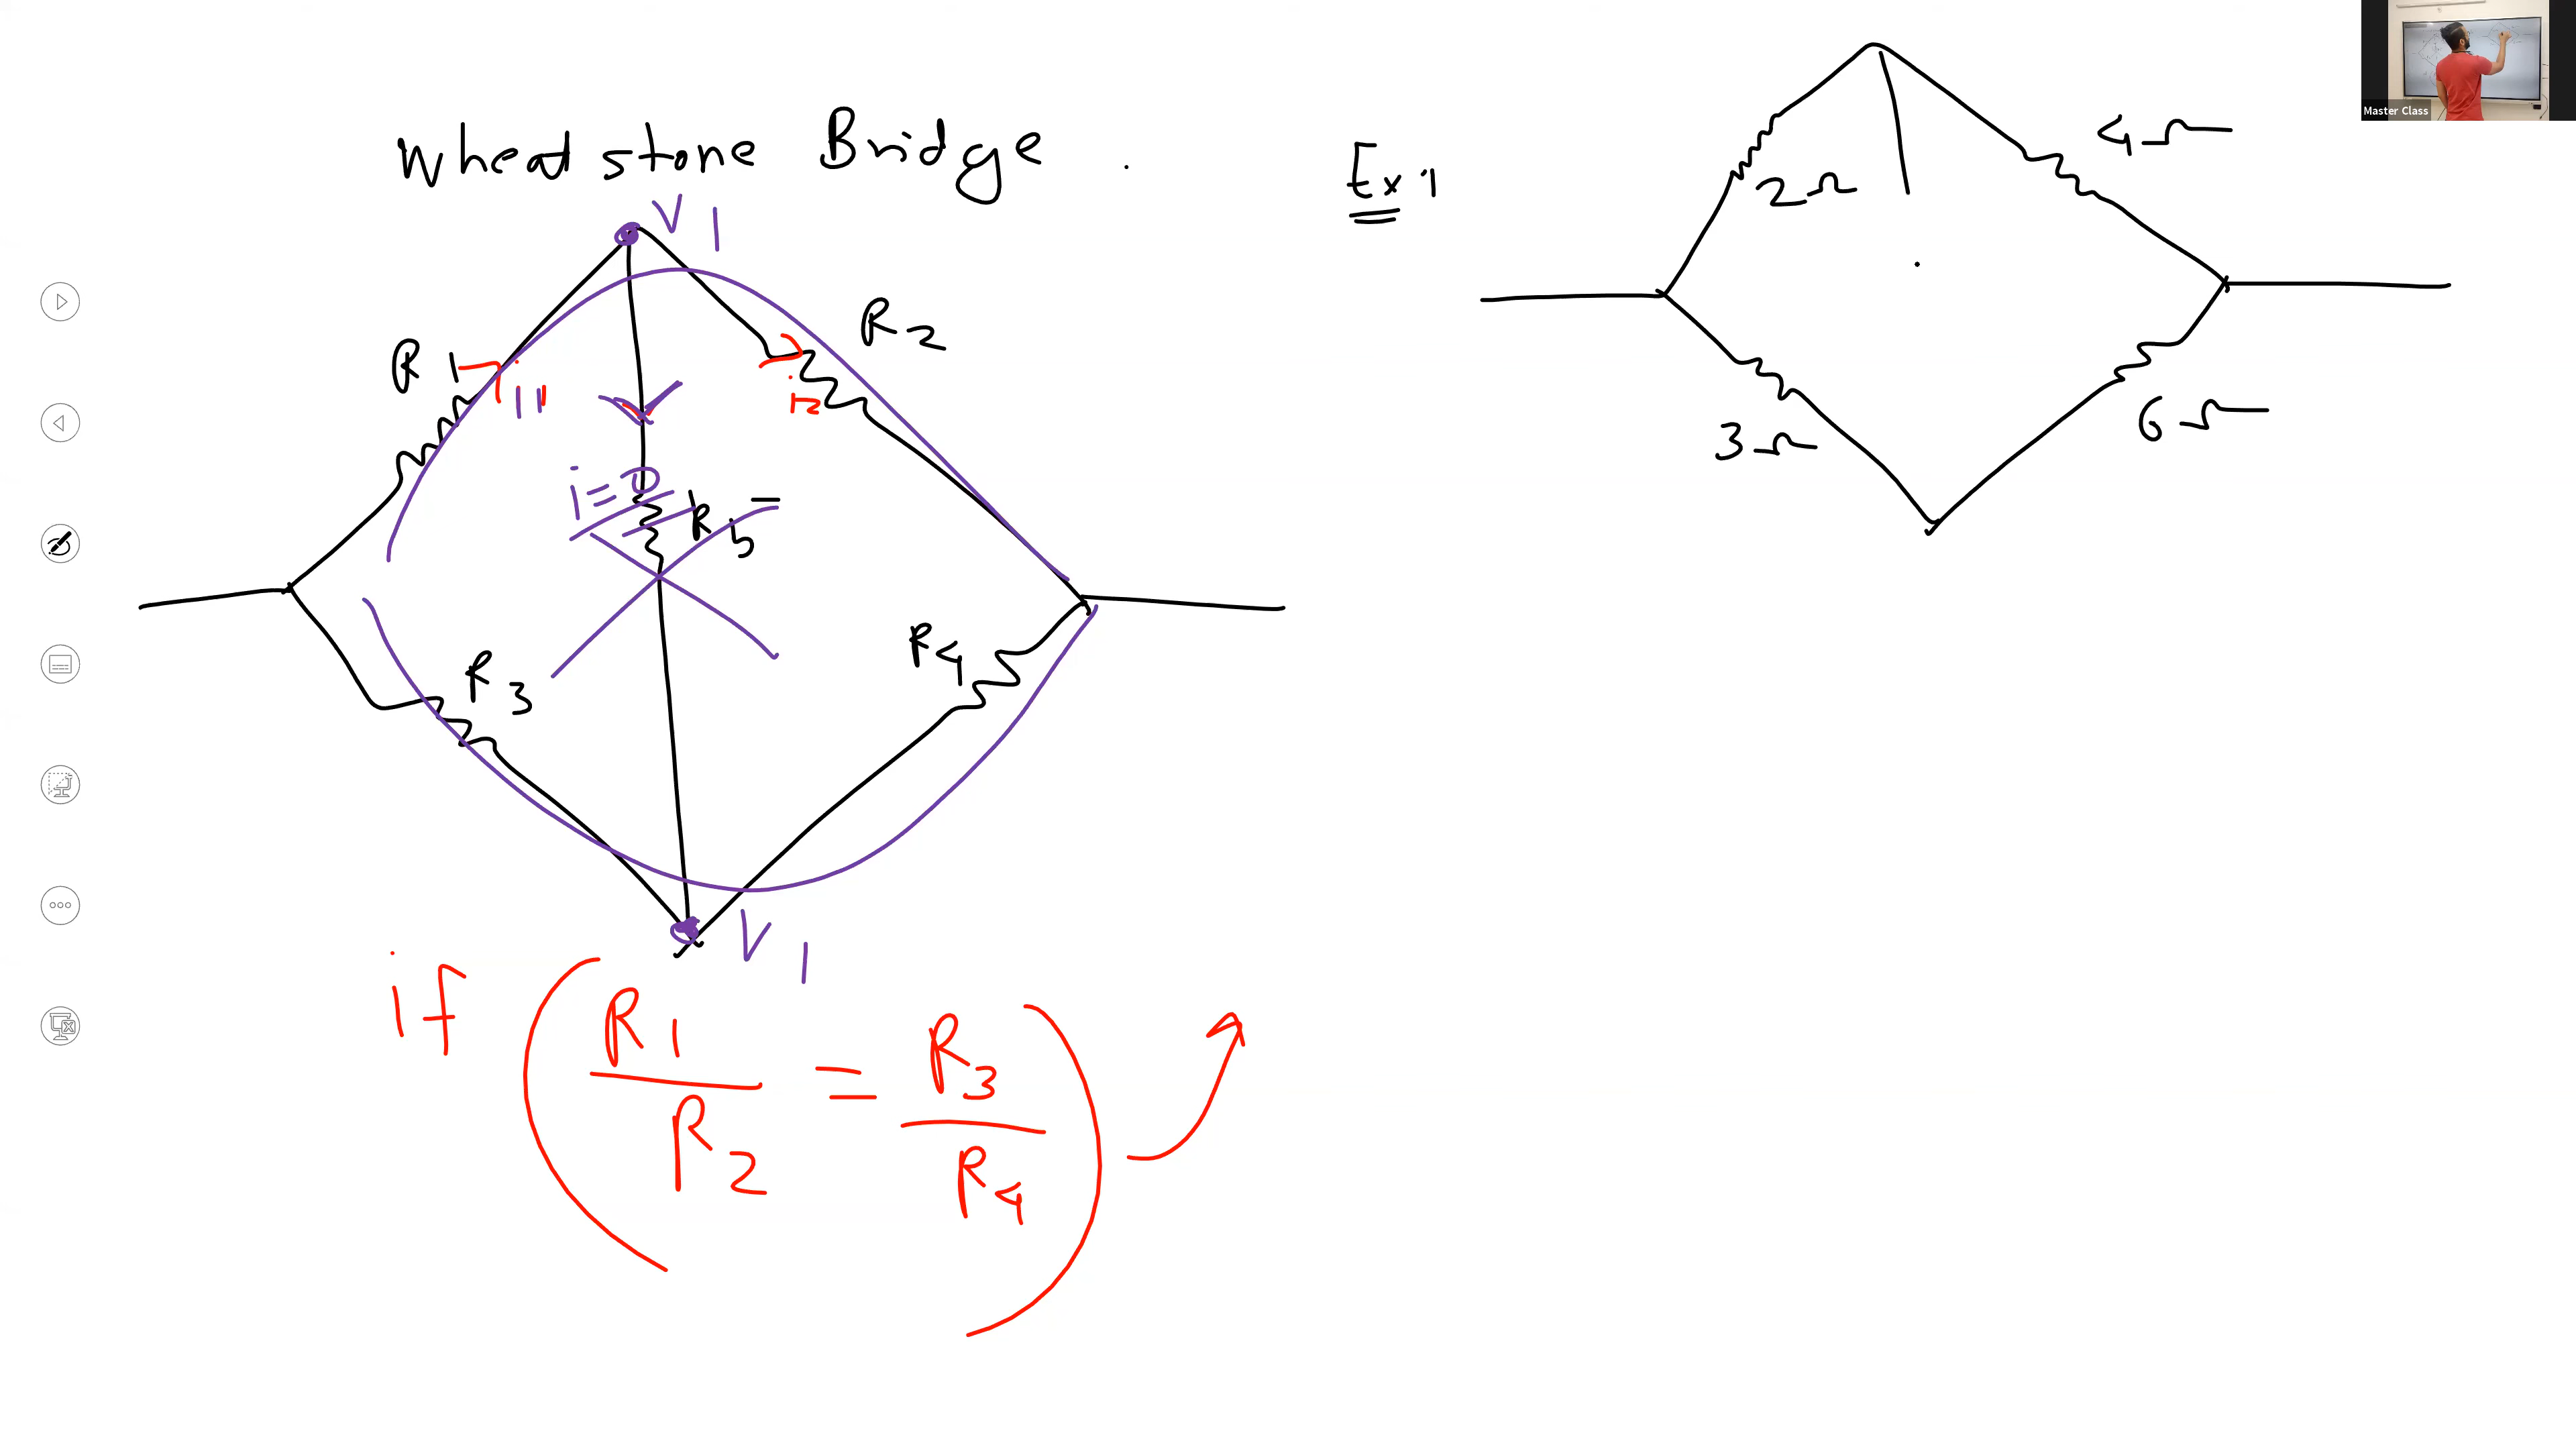 Wheatstone Bridge .
V1
R1
i1
R2
i2
i=0
R5
R3
R4
V1
if ( R1/R2 = R3/R4 )
Ex 1
2Ω
4Ω
3Ω
6Ω
Master Class